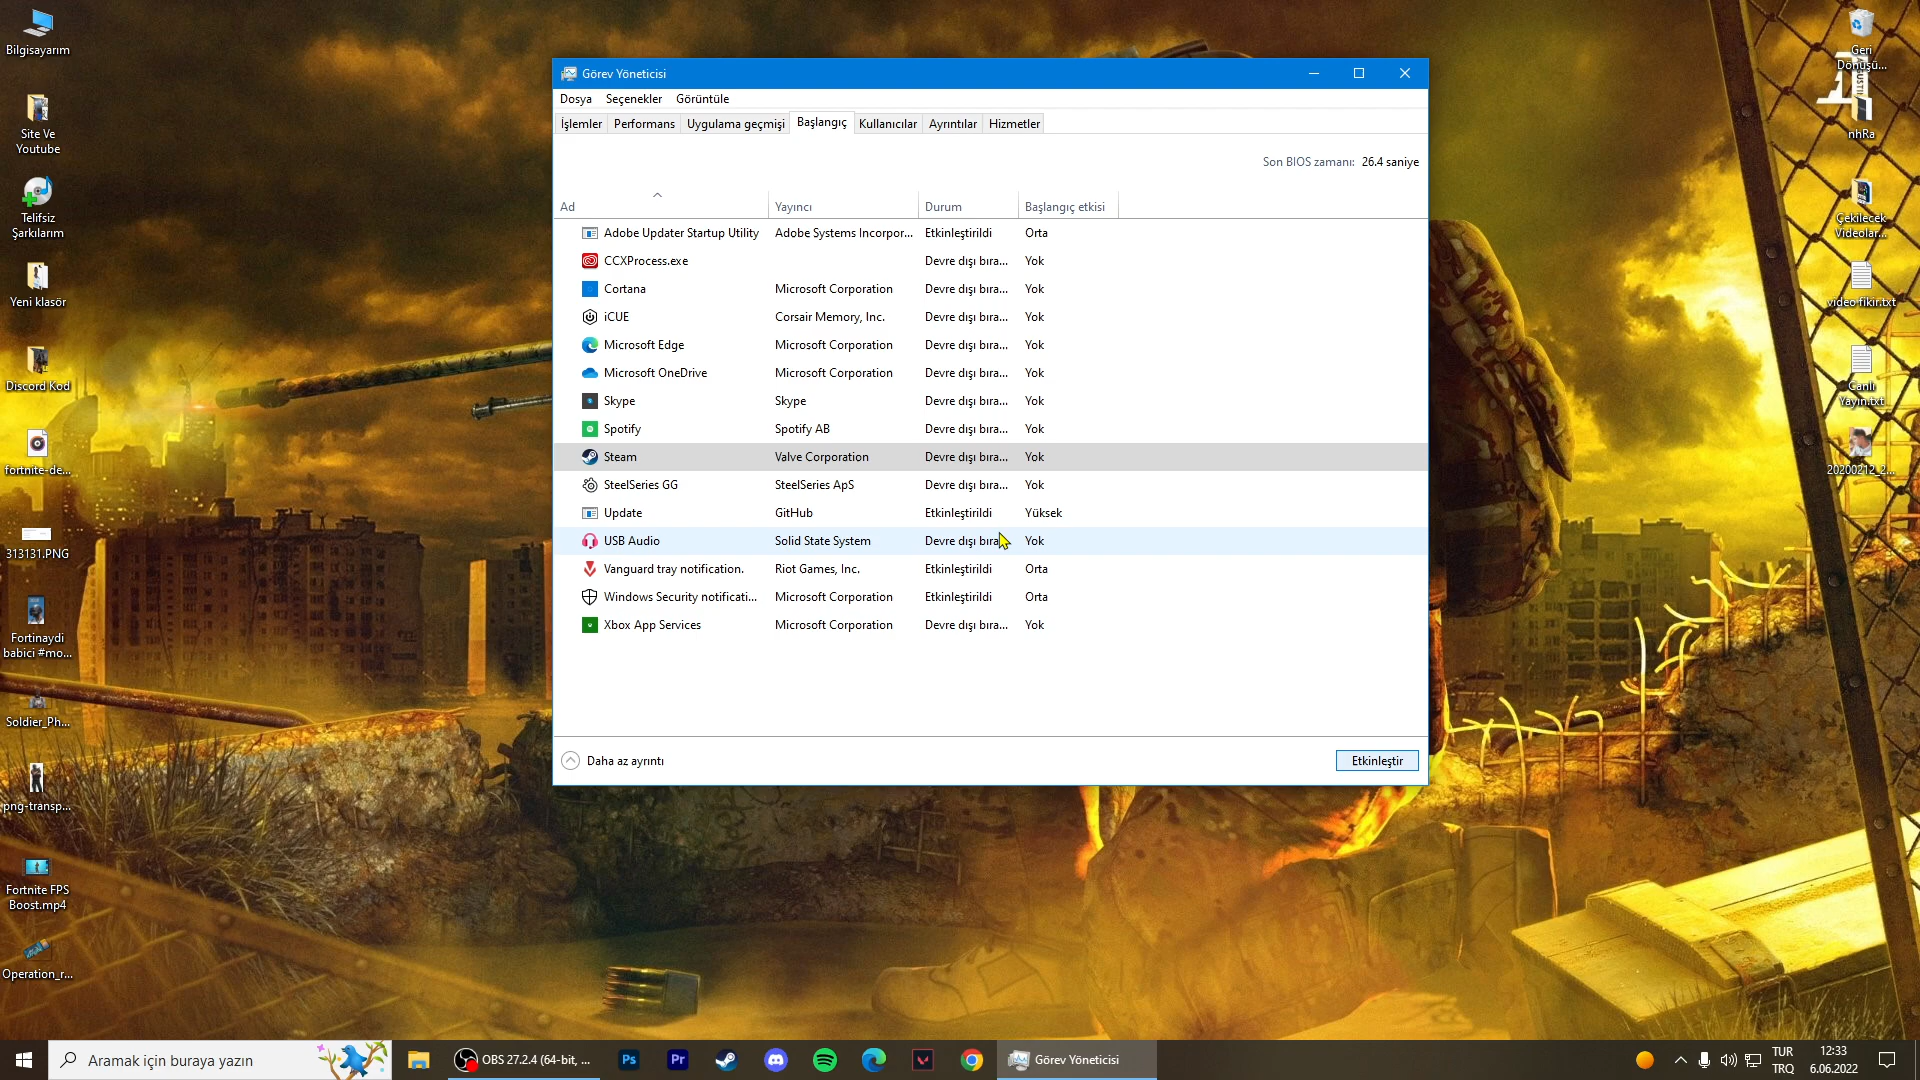 Bilgisayarım
Site Ve
Youtube
Telifsiz
Şarkılarım
Yeni klasör
Discord Kod
fortnite-de...
313131.PNG
Fortinaydi
babici #mo...
Soldier_Ph...
png-transp...
Fortnite FPS
Boost.mp4
Operation_r...
Görev Yöneticisi
Dosya Seçenekler Görüntüle
İşlemler Performans Uygulama geçmişi Başlangıç Kullanıcılar Ayrıntılar Hizmetler
Son BIOS zamanı: 26.4 saniye
Ad Yayıncı Durum Başlangıç etkisi
Adobe Updater Startup Utility Adobe Systems Incorpor... Etkinleştirildi Orta
CCXProcess.exe Devre dışı bıra... Yok
Cortana Microsoft Corporation Devre dışı bıra... Yok
iCUE Corsair Memory, Inc. Devre dışı bıra... Yok
Microsoft Edge Microsoft Corporation Devre dışı bıra... Yok
Microsoft OneDrive Microsoft Corporation Devre dışı bıra... Yok
Skype Skype Devre dışı bıra... Yok
Spotify Spotify AB Devre dışı bıra... Yok
Steam Valve Corporation Devre dışı bıra... Yok
SteelSeries GG SteelSeries ApS Devre dışı bıra... Yok
Update GitHub Etkinleştirildi Yüksek
USB Audio Solid State System Devre dışı bıra Yok
Vanguard tray notification. Riot Games, Inc. Etkinleştirildi Orta
Windows Security notificati... Microsoft Corporation Etkinleştirildi Orta
Xbox App Services Microsoft Corporation Devre dışı bıra... Yok
Daha az ayrıntı
Etkinleştir
Geri
Dönüşü...
nhRa
Çekilecek
Videolar...
video fikir.txt
Canlı
Yayın.txt
20200212_2...
Aramak için buraya yazın
OBS 27.2.4 (64-bit, ...
Ps
Pr
Görev Yöneticisi
TUR
TRQ
12:33
6.06.2022